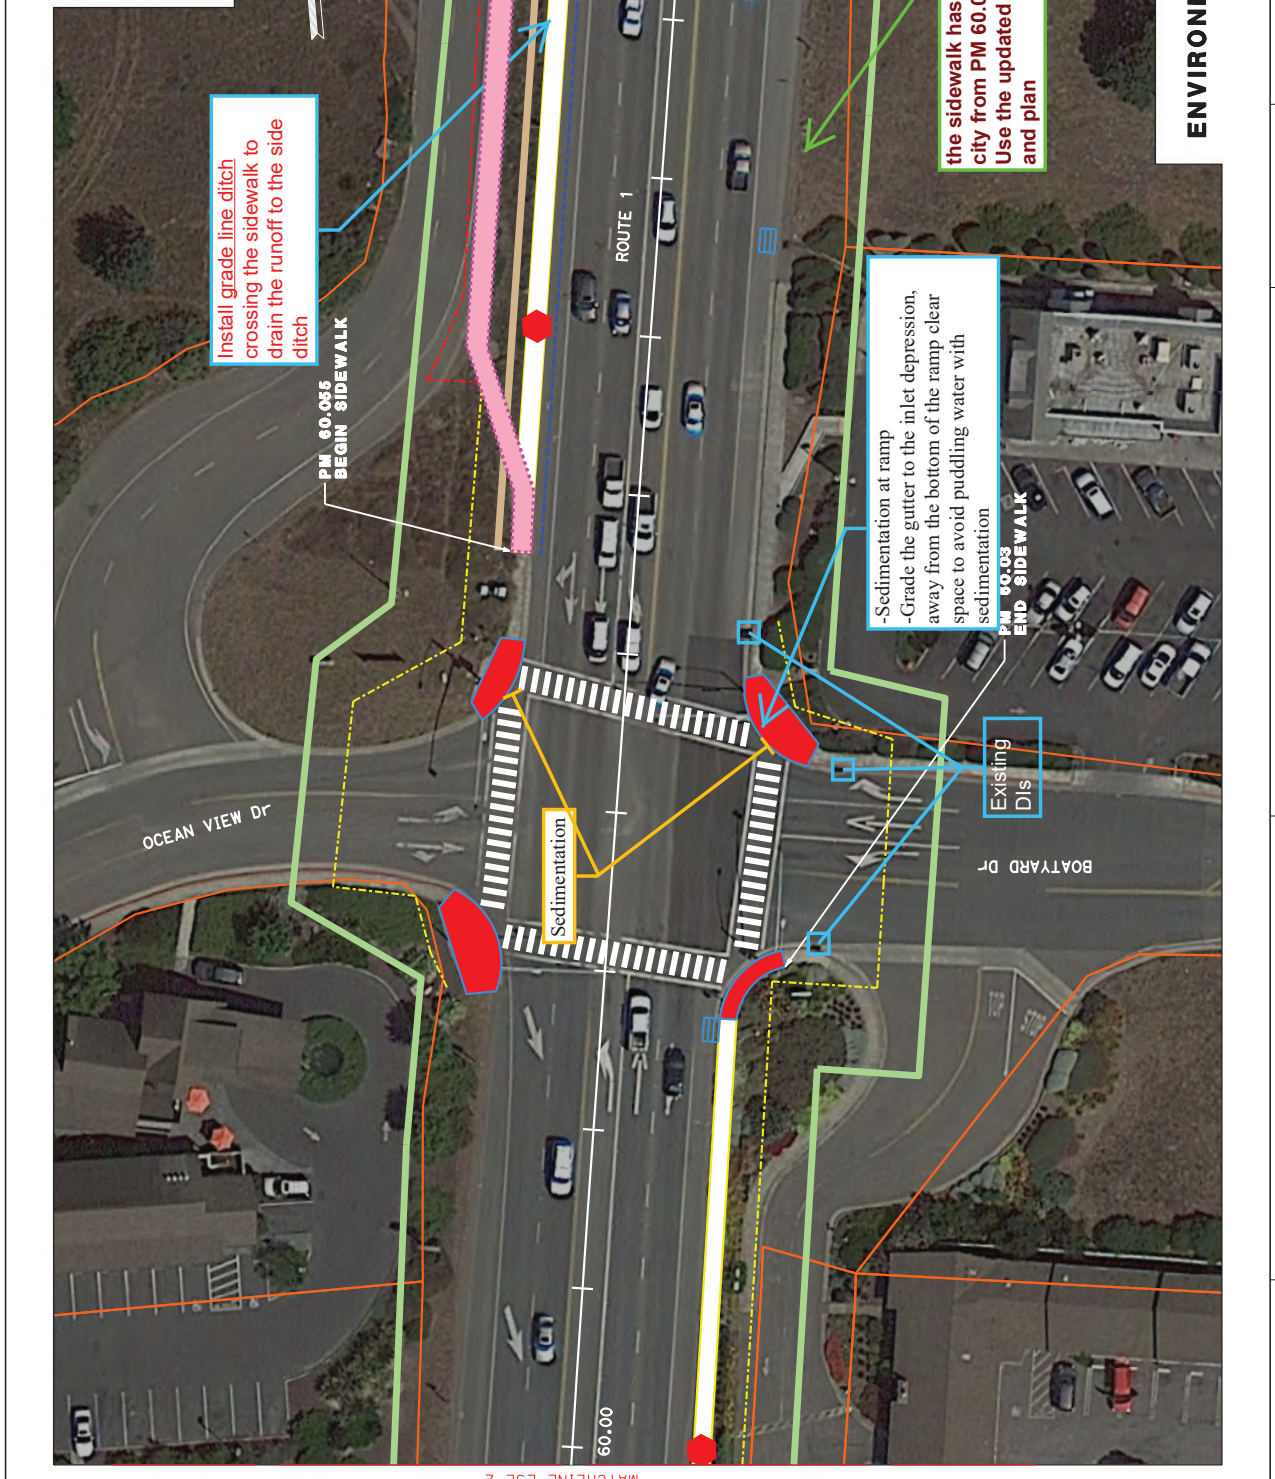 Install grade line ditch
crossing the sidewalk to
drain the runoff to the side
ditch
PM 60.055
BEGIN SIDEWALK
ROUTE 1
the sidewalk has
city from PM 60.0
Use the updated
and plan
ENVIRON
-Sedimentation at ramp
-Grade the gutter to the inlet depression,
away from the bottom of the ramp clear
space to avoid puddling water with
sedimentation
PM 60.03
END SIDEWALK
OCEAN VIEW Dr
Sedimentation
Existing
DIs
BOATYARD Dr
STOP
60.00